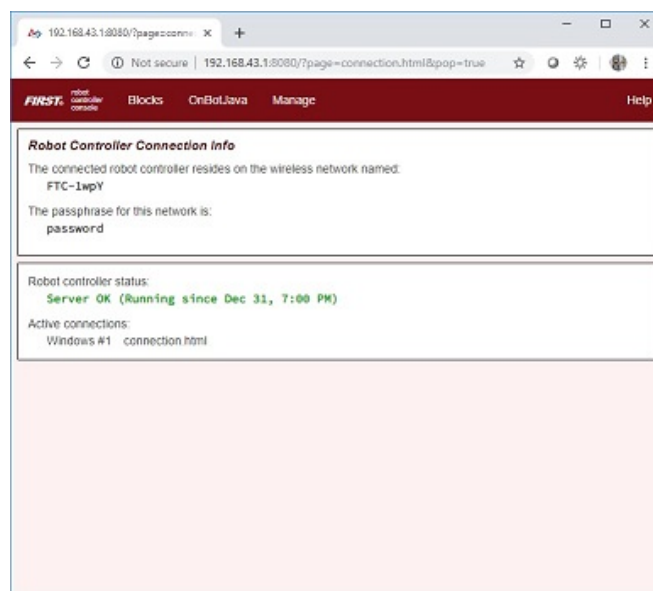 192.168.43.1:8080/?page=conne
Not secure | 192.168.43.1:8080/?page=connection.html&pop=true
FIRST. robot controller console Blocks OnBotJava Manage Help
Robot Controller Connection Info
The connected robot controller resides on the wireless network named:
FTC-1wpY
The passphrase for this network is:
password
Robot controller status:
Server OK (Running since Dec 31, 7:00 PM)
Active connections:
Windows #1 connection.html